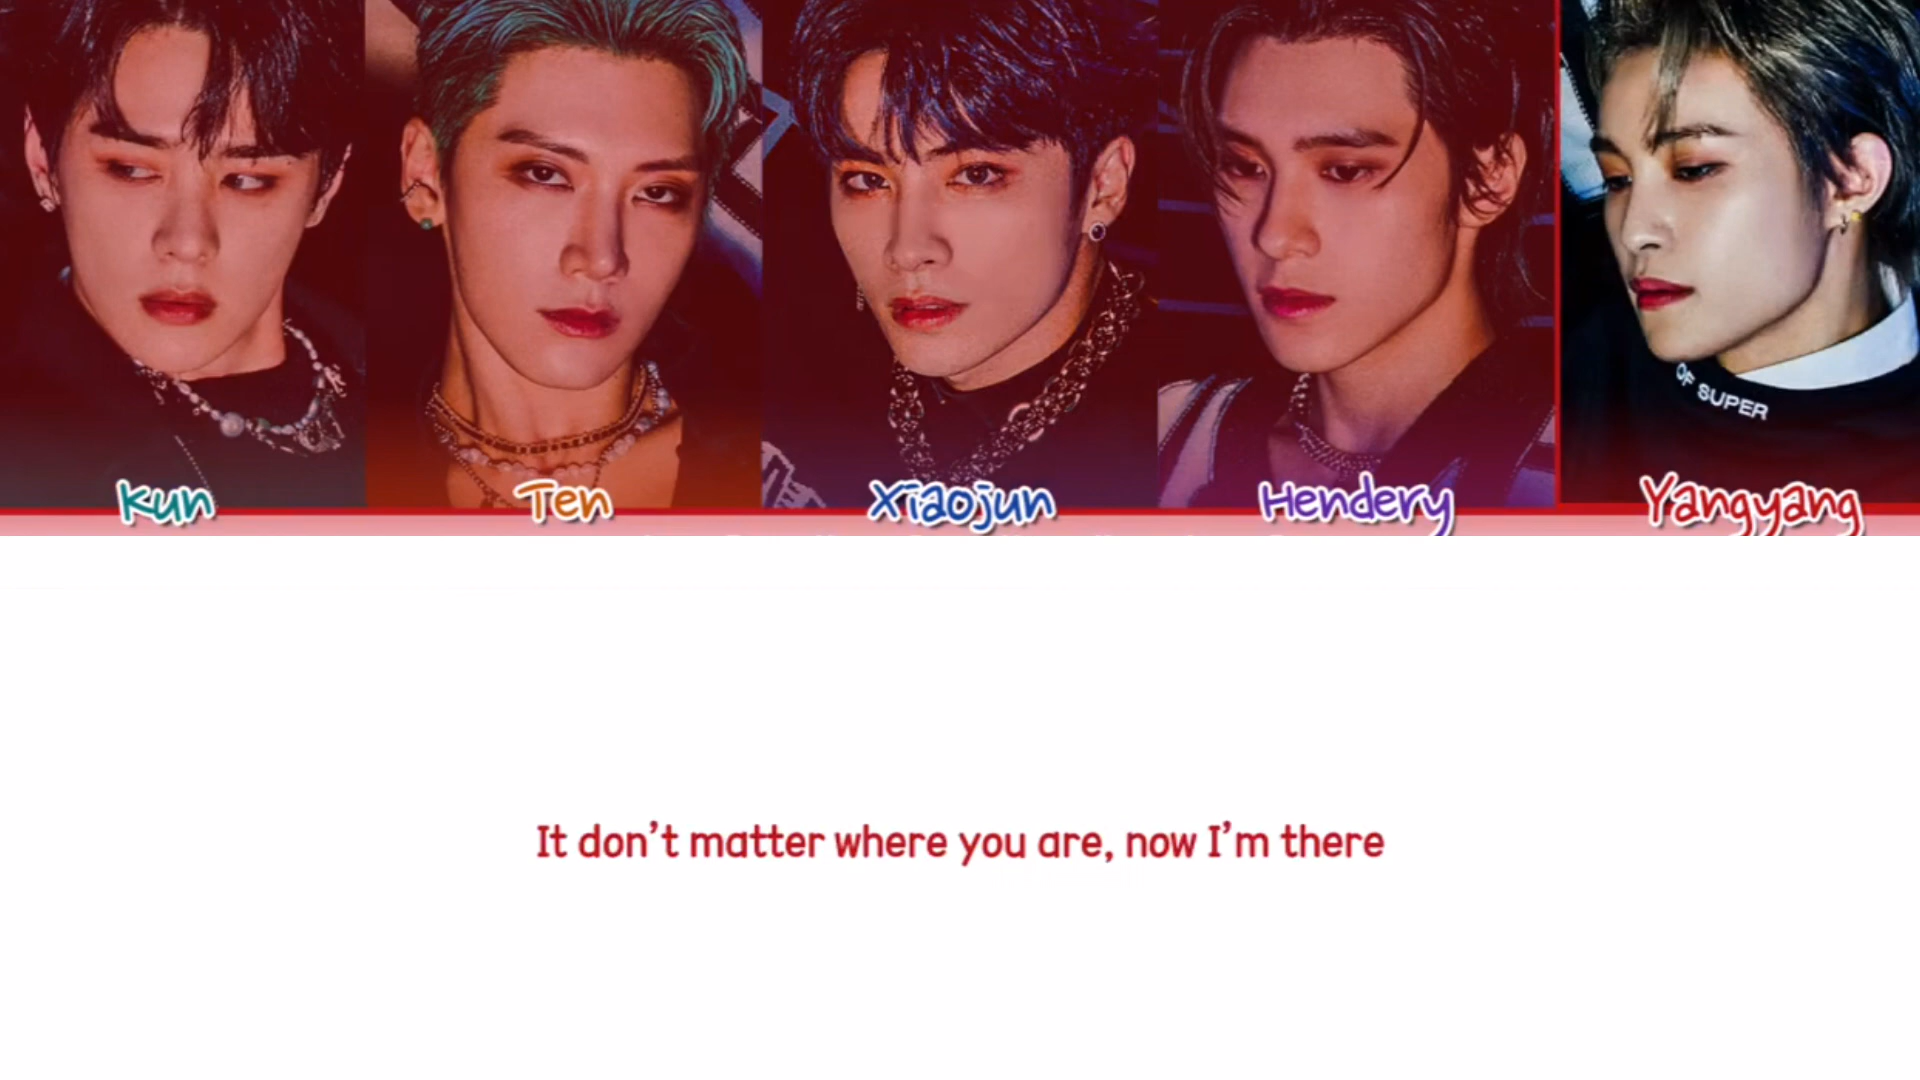 OF SUPER
Kun
Ten
Xiaojun
Hendery
Yangyang
It don't matter where you are, now I'm there